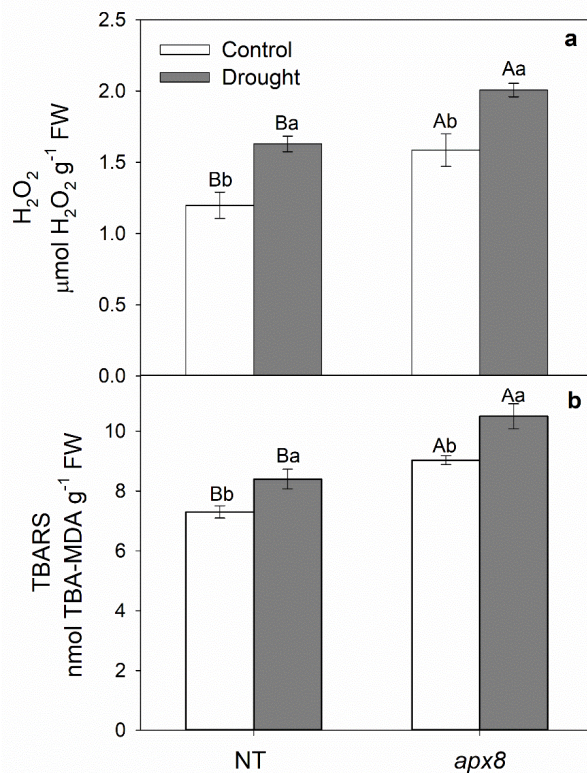 2.5
2.0
1.5
1.0
0.5
0.0
H₂O₂
μmol H₂O₂ g⁻¹ FW
Control
Drought
a
Bb
Ba
Ab
Aa
10
8
6
4
2
0
TBARS
nmol TBA-MDA g⁻¹ FW
b
Bb
Ba
Ab
Aa
NT
apx8